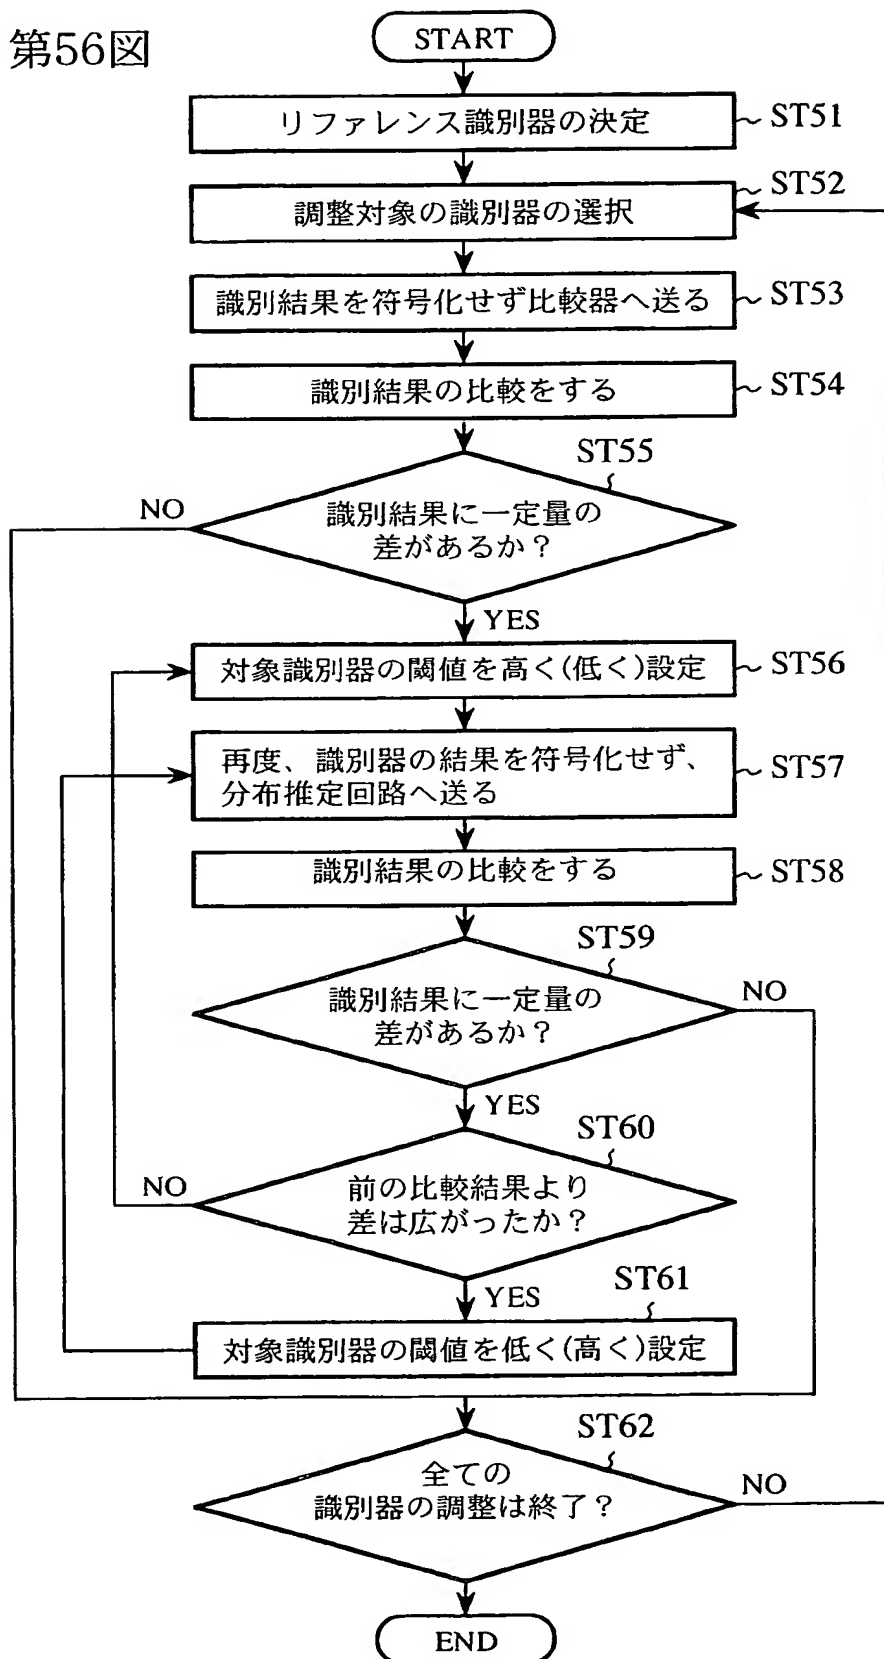 第56図
START
リファレンス識別器の決定
ST51
調整対象の識別器の選択
ST52
識別結果を符号化せず比較器へ送る
ST53
識別結果の比較をする
ST54
ST55
識別結果に一定量の
差があるか？
NO
YES
対象識別器の閾値を高く(低く)設定
ST56
再度、識別器の結果を符号化せず、
分布推定回路へ送る
ST57
識別結果の比較をする
ST58
ST59
識別結果に一定量の
差があるか？
NO
YES
ST60
前の比較結果より
差は広がったか？
NO
YES
ST61
対象識別器の閾値を低く(高く)設定
ST62
全ての
識別器の調整は終了？
NO
END